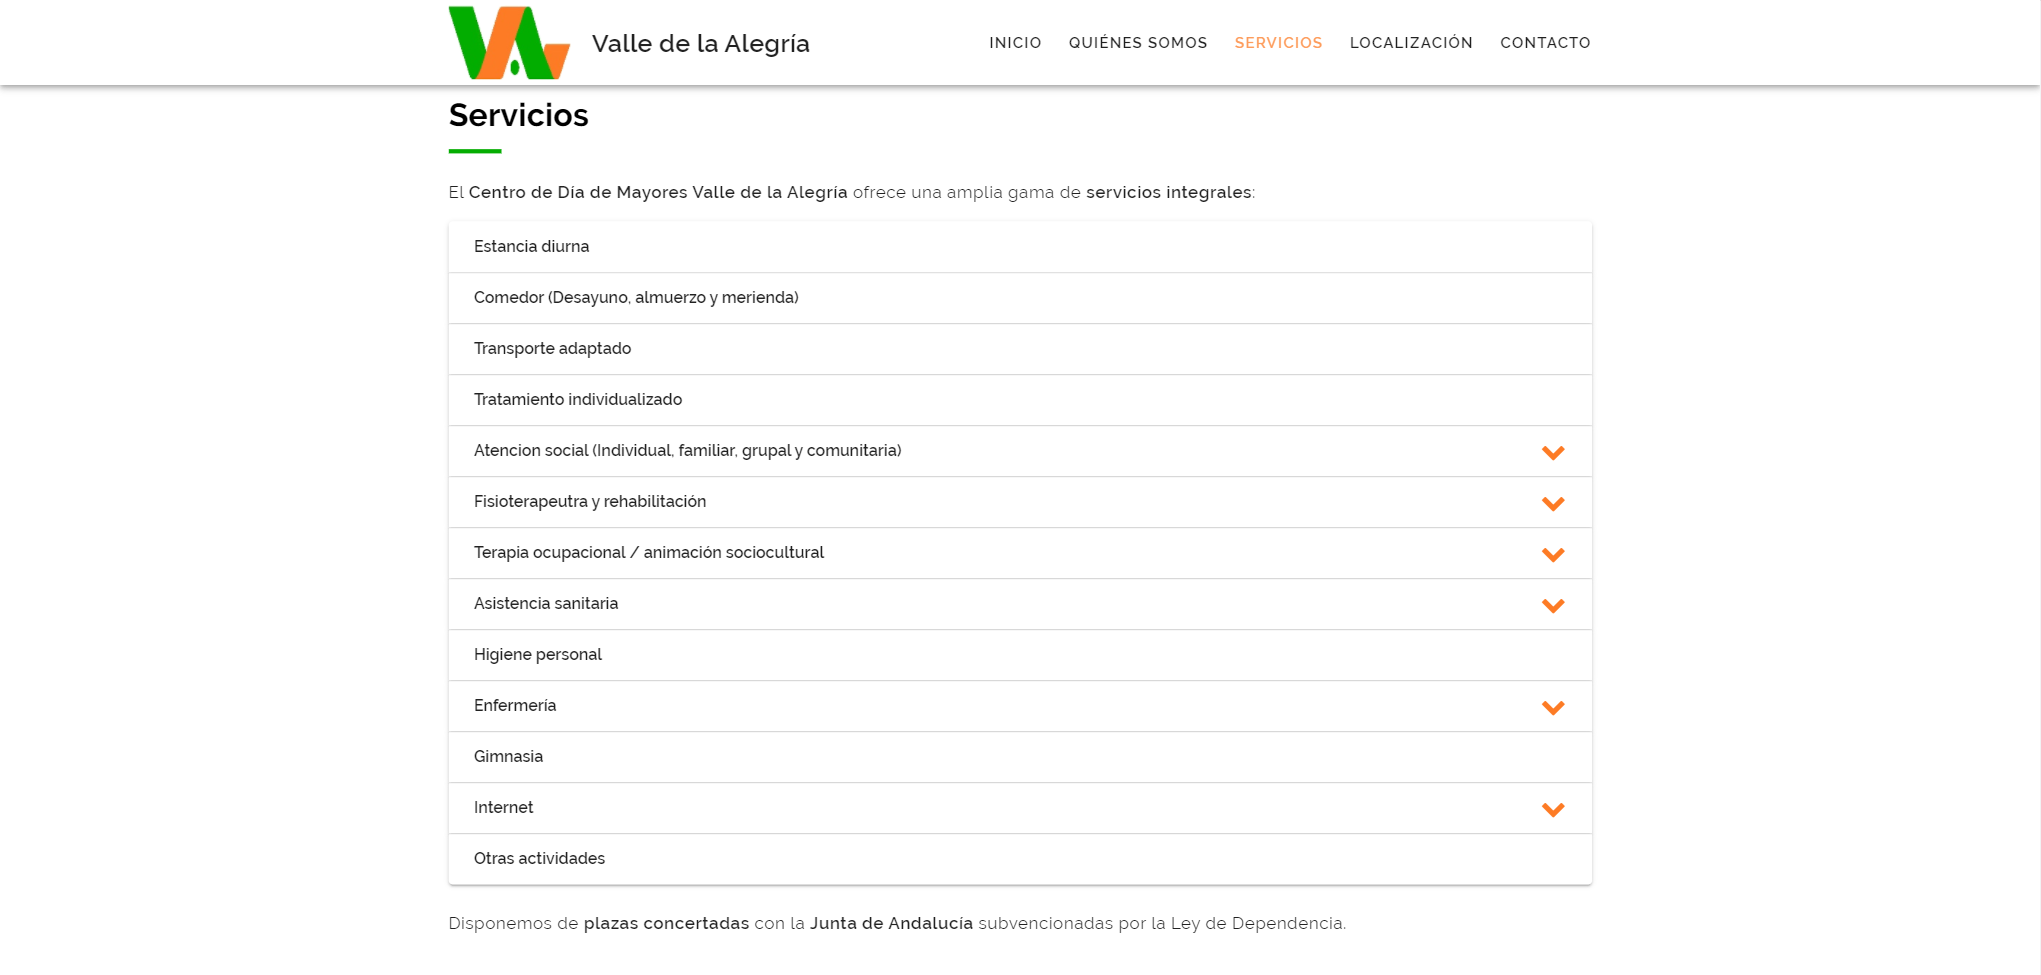 Valle de la Alegría
INICIO QUIÉNES SOMOS SERVICIOS LOCALIZACIÓN CONTACTO
Servicios
El Centro de Día de Mayores Valle de la Alegría ofrece una amplia gama de servicios integrales:
Estancia diurna
Comedor (Desayuno, almuerzo y merienda)
Transporte adaptado
Tratamiento individualizado
Atencion social (Individual, familiar, grupal y comunitaria)
Fisioterapeutra y rehabilitación
Terapia ocupacional / animación sociocultural
Asistencia sanitaria
Higiene personal
Enfermería
Gimnasia
Internet
Otras actividades
Disponemos de plazas concertadas con la Junta de Andalucía subvencionadas por la Ley de Dependencia.